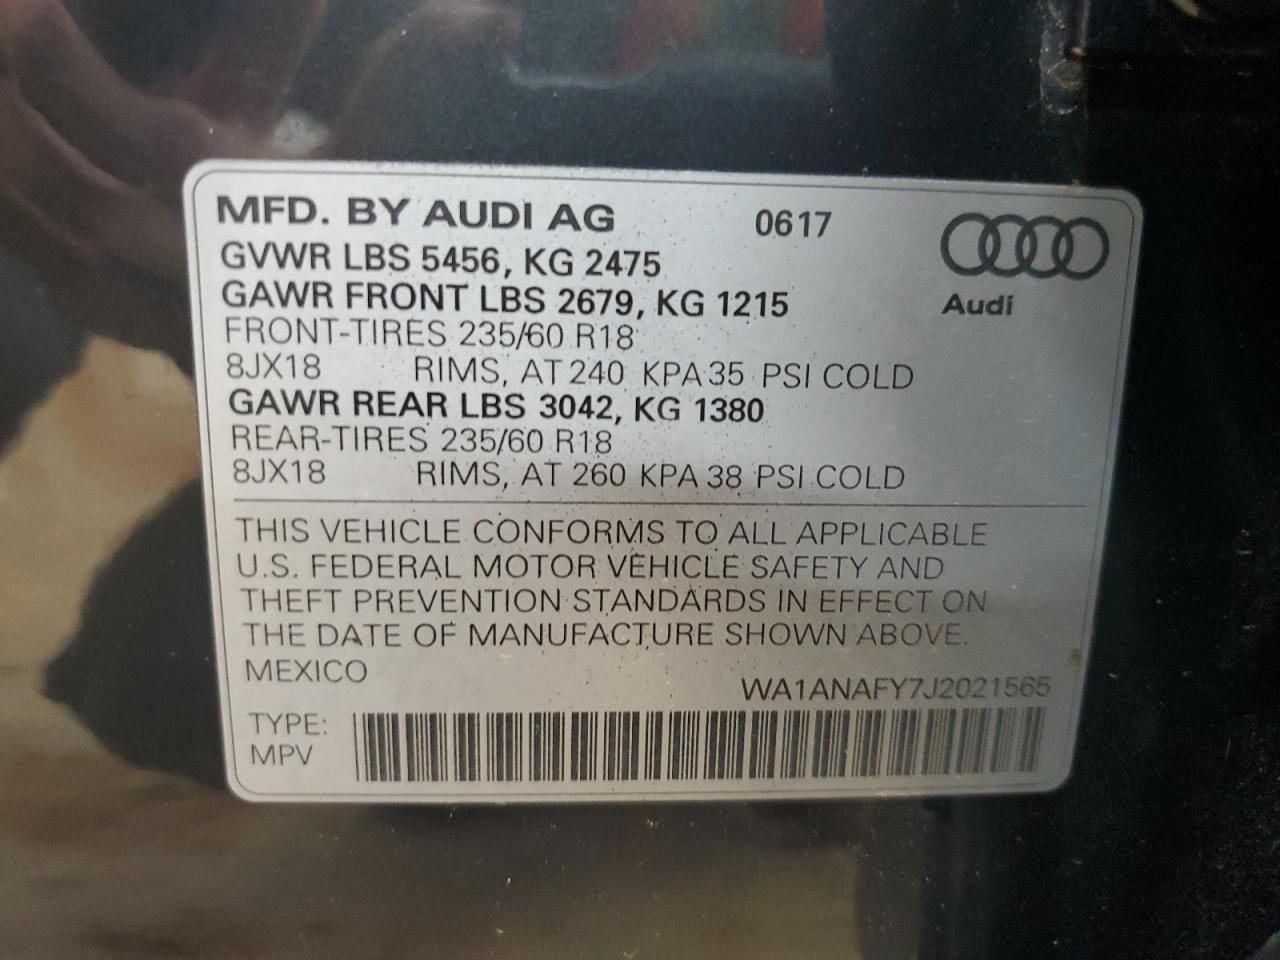 MFD. BY AUDI AG 0617
GVWR LBS 5456, KG 2475
GAWR FRONT LBS 2679, KG 1215
Audi
FRONT-TIRES 235/60 R18
8JX18 RIMS, AT 240 KPA 35 PSI COLD
GAWR REAR LBS 3042, KG 1380
REAR-TIRES 235/60 R18
8JX18 RIMS, AT 260 KPA 38 PSI COLD
THIS VEHICLE CONFORMS TO ALL APPLICABLE
U.S. FEDERAL MOTOR VEHICLE SAFETY AND
THEFT PREVENTION STANDARDS IN EFFECT ON
THE DATE OF MANUFACTURE SHOWN ABOVE.
MEXICO
WA1ANAFY7J2021565
TYPE:
MPV